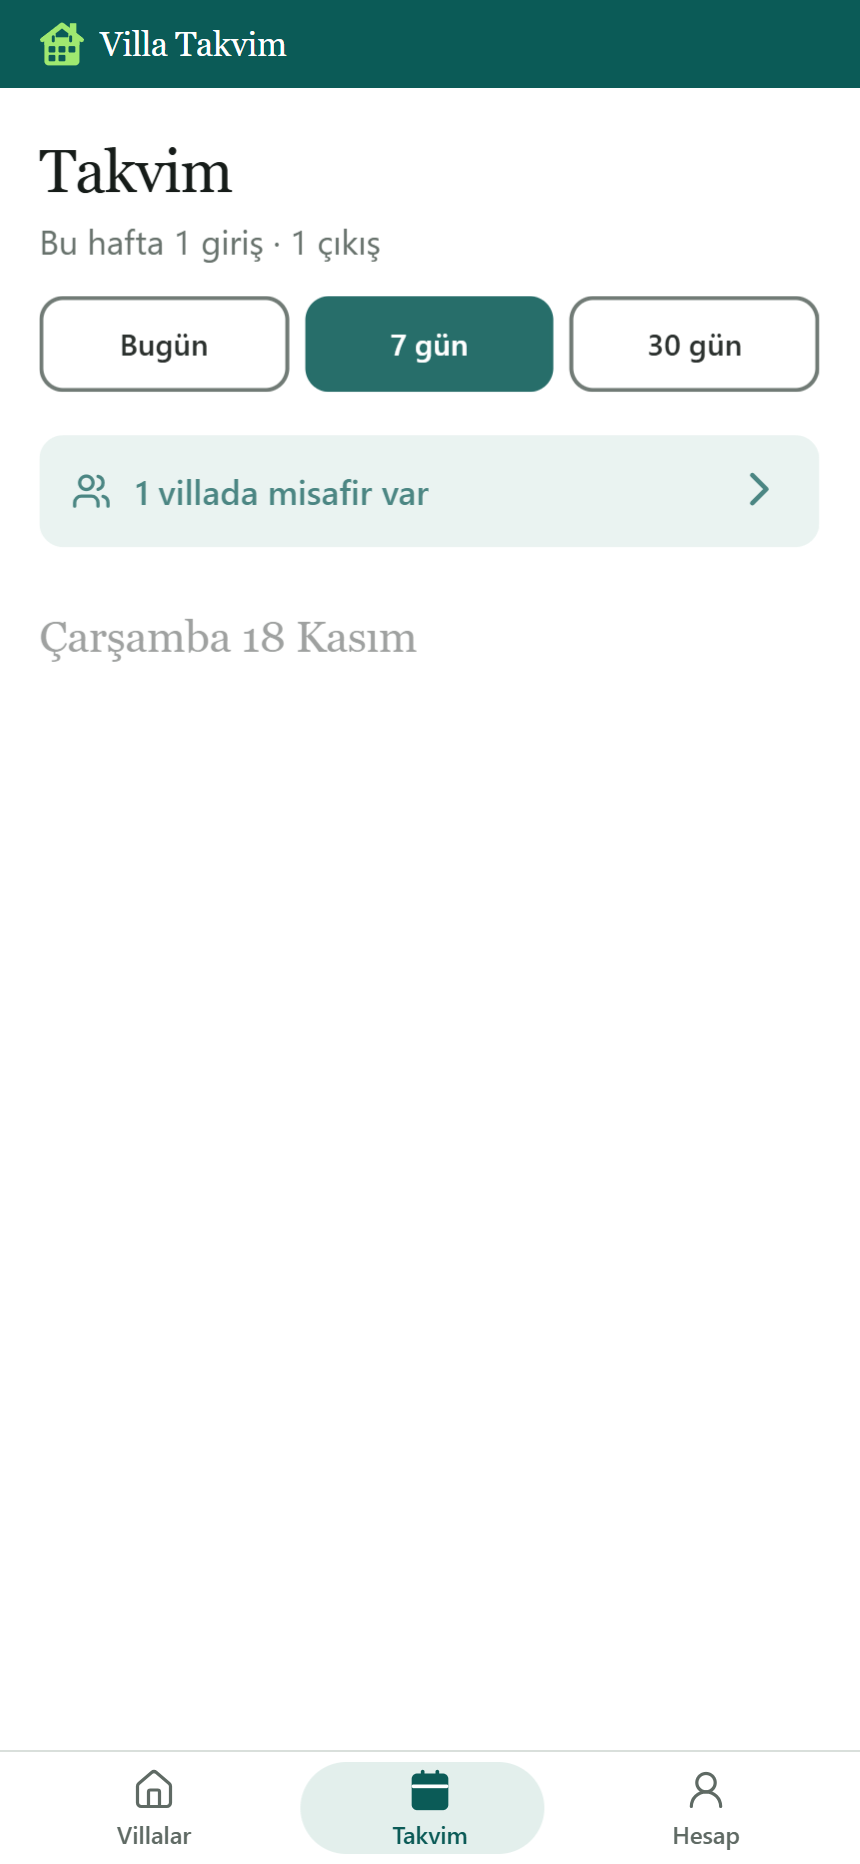 Villa Takvim
Takvim
Bu hafta 1 giriş · 1 çıkış
Bugün
7 gün
30 gün
1 villada misafir var
Çarşamba 18 Kasım
Villalar
Takvim
Hesap